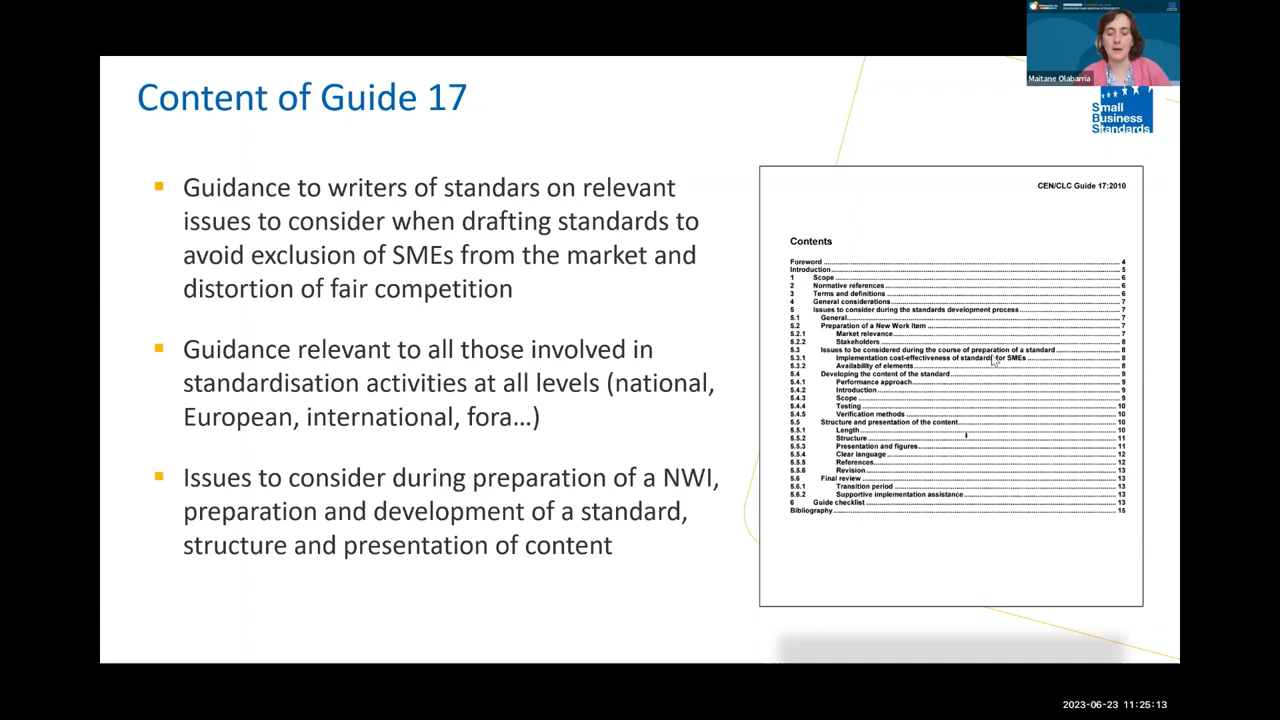 Maitane Olabarria
Content of Guide 17
Small
Business
Standards
Guidance to writers of standars on relevant
issues to consider when drafting standards to
avoid exclusion of SMEs from the market and
distortion of fair competition
Guidance relevant to all those involved in
standardisation activities at all levels (national,
European, international, fora…)
Issues to consider during preparation of a NWI,
preparation and development of a standard,
structure and presentation of content
CEN/CLC Guide 17:2010
Contents
Foreword 4
Introduction 5
1 Scope 6
2 Normative references 6
3 Terms and definitions 6
4 General considerations 7
5 Issues to consider during the standards development process 7
5.1 General 7
5.2 Preparation of a New Work Item 7
5.2.1 Market relevance 7
5.2.2 Stakeholders 8
5.3 Issues to be considered during the course of preparation of a standard 8
5.3.1 Implementation cost-effectiveness of standards for SMEs 8
5.3.2 Availability of elements 8
5.4 Developing the content of the standard 9
5.4.1 Performance approach 9
5.4.2 Introduction 9
5.4.3 Scope 9
5.4.4 Testing 10
5.4.5 Verification methods 10
5.5 Structure and presentation of the content 10
5.5.1 Length 10
5.5.2 Structure 11
5.5.3 Presentation and figures 11
5.5.4 Clear language 12
5.5.5 References 12
5.5.6 Revision 13
5.6 Final review 13
5.6.1 Transition period 13
5.6.2 Supportive implementation assistance 13
6 Guide checklist 13
Bibliography 15
2023-06-23 11:25:13